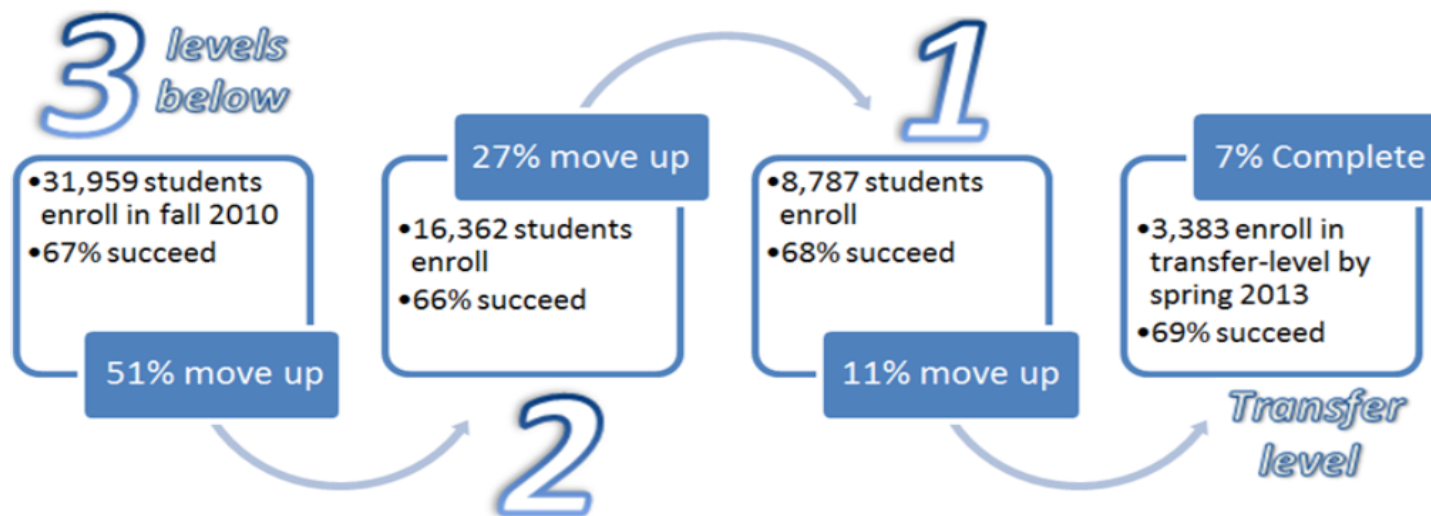 3 levels
below
•31,959 students
enroll in fall 2010
•67% succeed
51% move up
27% move up
•16,362 students
enroll
•66% succeed
2
1
•8,787 students
enroll
•68% succeed
11% move up
7% Complete
•3,383 enroll in
transfer-level by
spring 2013
•69% succeed
Transfer
level